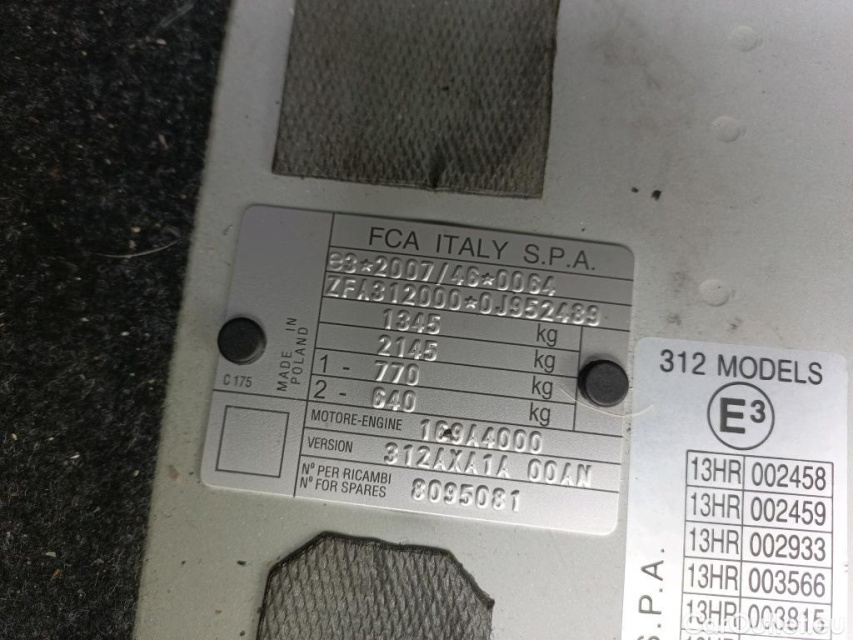 FCA ITALY S.P.A.
e3*2007/46*0064
ZFA312000*0J952489
1345 kg
2145 kg
1- 770 kg
2- 640 kg
MADE IN
POLAND
C 175
MOTORE-ENGINE 169A4000
VERSION 312AXA1A 00AN
Nº PER RICAMBI
Nº FOR SPARES 8095081
312 MODELS
E3
13HR 002458
13HR 002459
13HR 002933
13HR 003566
13HR 003815
S.P.A.